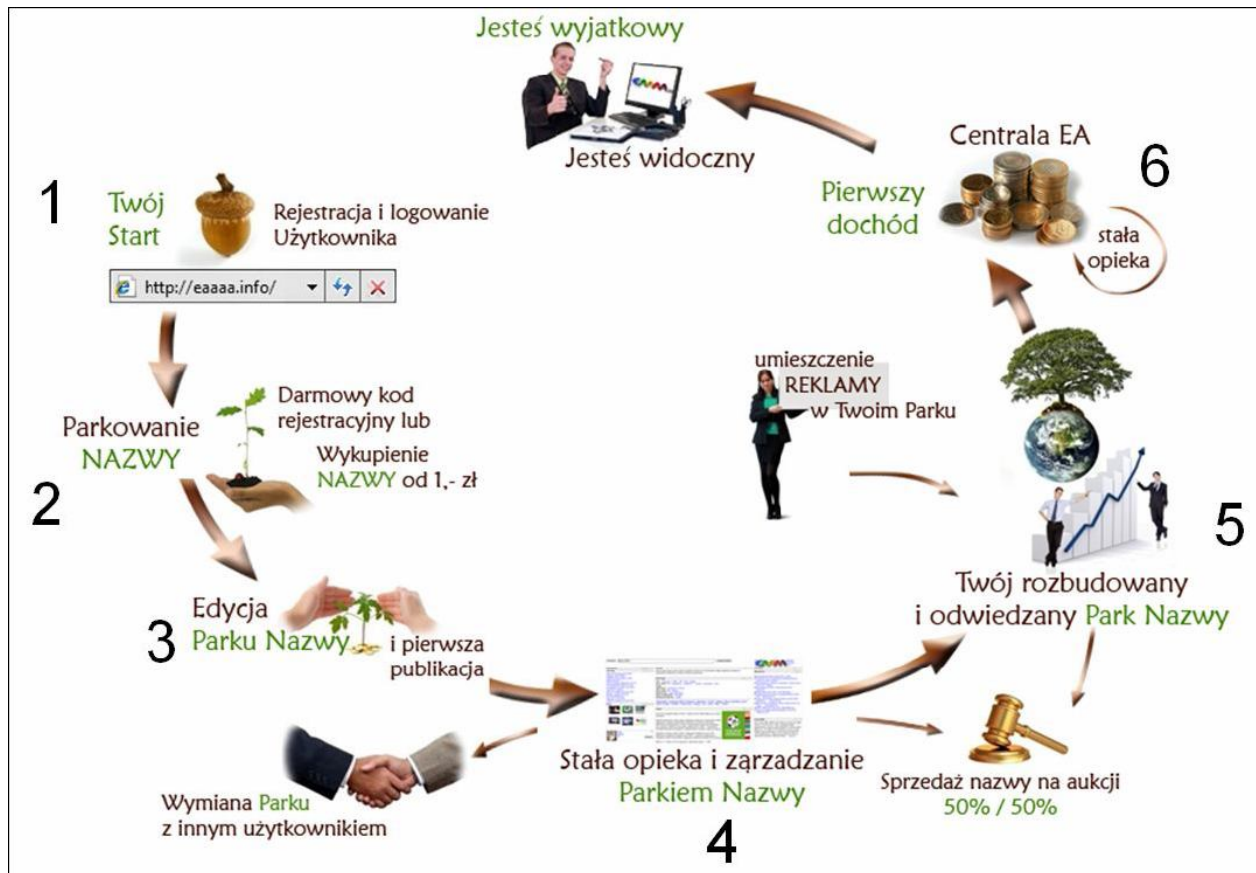 Jesteś wyjatkowy
Jesteś widoczny
1
Twój
Start
Rejestracja i logowanie
Użytkownika
http://eaaaa.info/
Parkowanie
NAZWY
2
Darmowy kod
rejestracyjny lub
Wykupienie
NAZWY od 1,- zł
3
Edycja
Parku Nazwy
i pierwsza
publikacja
Wymiana Parku
z innym użytkownikiem
Stała opieka i ząrzadzanie
Parkiem Nazwy
4
Sprzedaż nazwy na aukcji
50% / 50%
umieszczenie
REKLAMY
w Twoim Parku
5
Twój rozbudowany
i odwiedzany Park Nazwy
Centrala EA
6
Pierwszy
dochód
stała
opieka